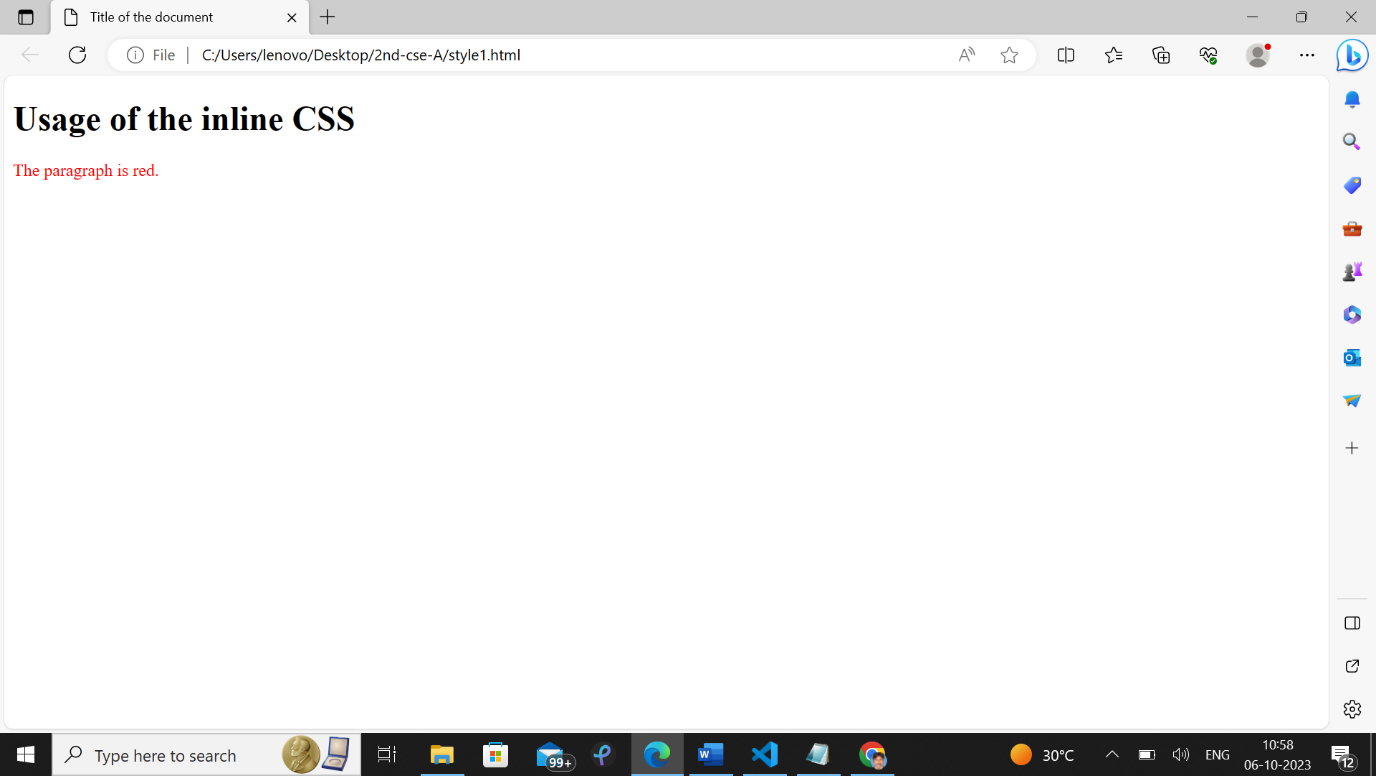 Title of the document
File
C:/Users/lenovo/Desktop/2nd-cse-A/style1.html
Usage of the inline CSS
The paragraph is red.
Type here to search
99+
30°C
ENG
10:58
06-10-2023
12